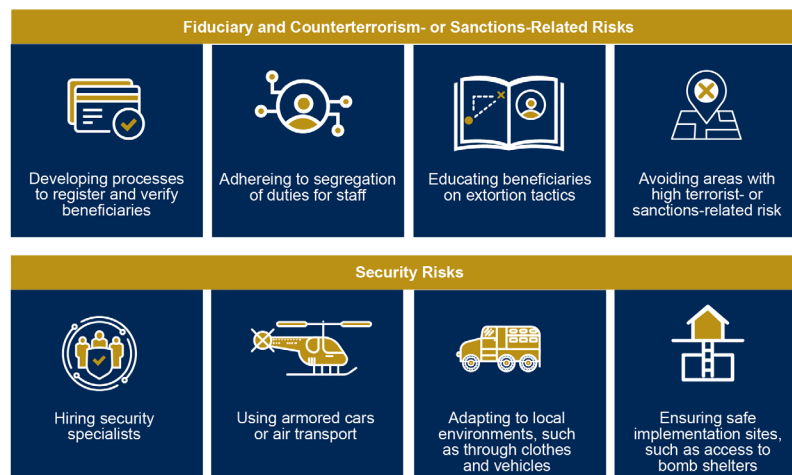 Fiduciary and Counterterrorism- or Sanctions-Related Risks
Developing processes
to register and verify
beneficiaries
Adhereing to segregation
of duties for staff
Educating beneficiaries
on extortion tactics
Avoiding areas with
high terrorist- or
sanctions-related risk
Security Risks
Hiring security
specialists
Using armored cars
or air transport
Adapting to local
environments, such
as through clothes
and vehicles
Ensuring safe
implementation sites,
such as access to
bomb shelters